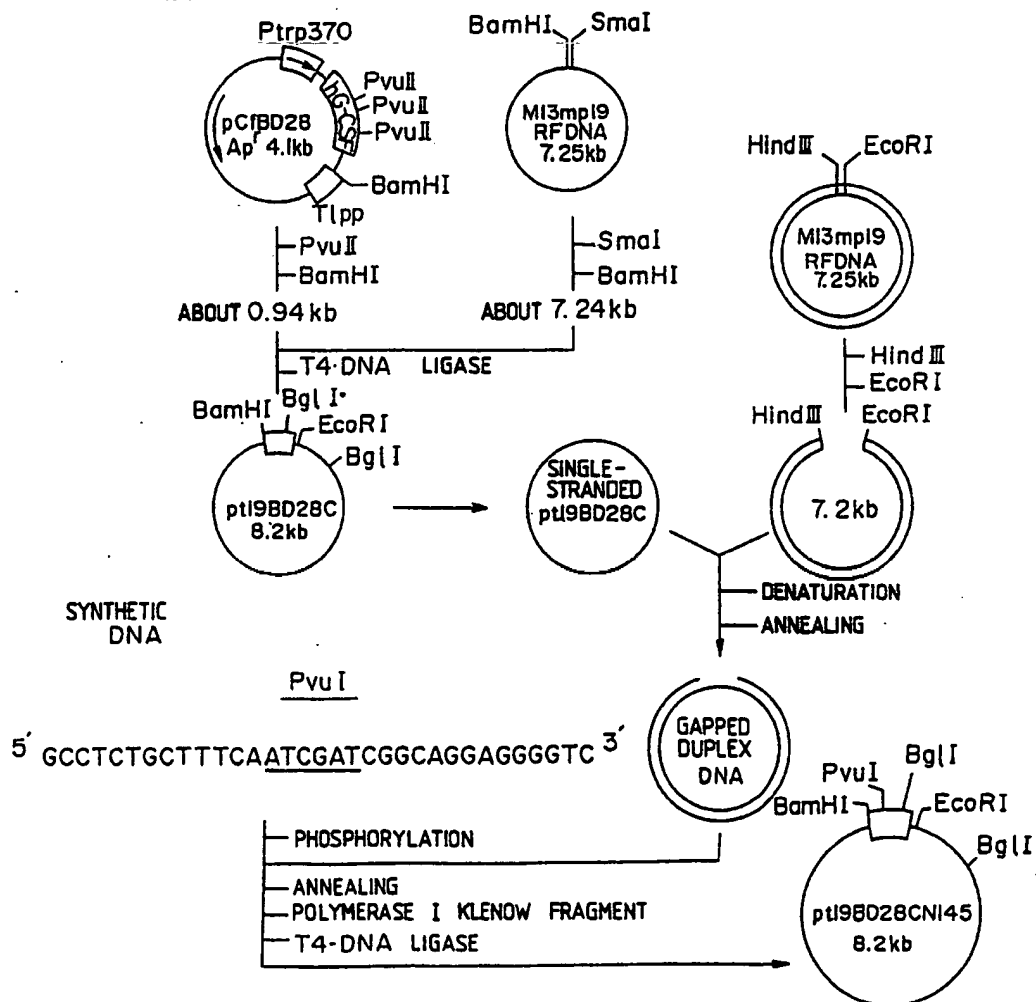 Ptrp370
hG-CSF
PvuII
PvuII
PvuII
pCfBD28
Apr 4.1kb
BamHI
Tlpp
PvuII
BamHI
ABOUT 0.94 kb
BamHI
SmaI
M13mp19
RFDNA
7.25kb
SmaI
BamHI
ABOUT 7.24 kb
T4·DNA LIGASE
HindIII
EcoRI
M13mp19
RFDNA
7.25kb
HindIII
EcoRI
HindIII
EcoRI
7.2kb
BamHI
BglI
EcoRI
BglI
pt19BD28C
8.2kb
SINGLE-
STRANDED
pt19BD28C
DENATURATION
ANNEALING
SYNTHETIC
DNA
PvuI
5′ GCCTCTGCTTTCAATCGATCGGCAGGAGGGGTC 3′
GAPPED
DUPLEX
DNA
PHOSPHORYLATION
ANNEALING
POLYMERASE I KLENOW FRAGMENT
T4-DNA LIGASE
BamHI
PvuI
BglI
EcoRI
BglI
pt19BD28CN145
8.2kb